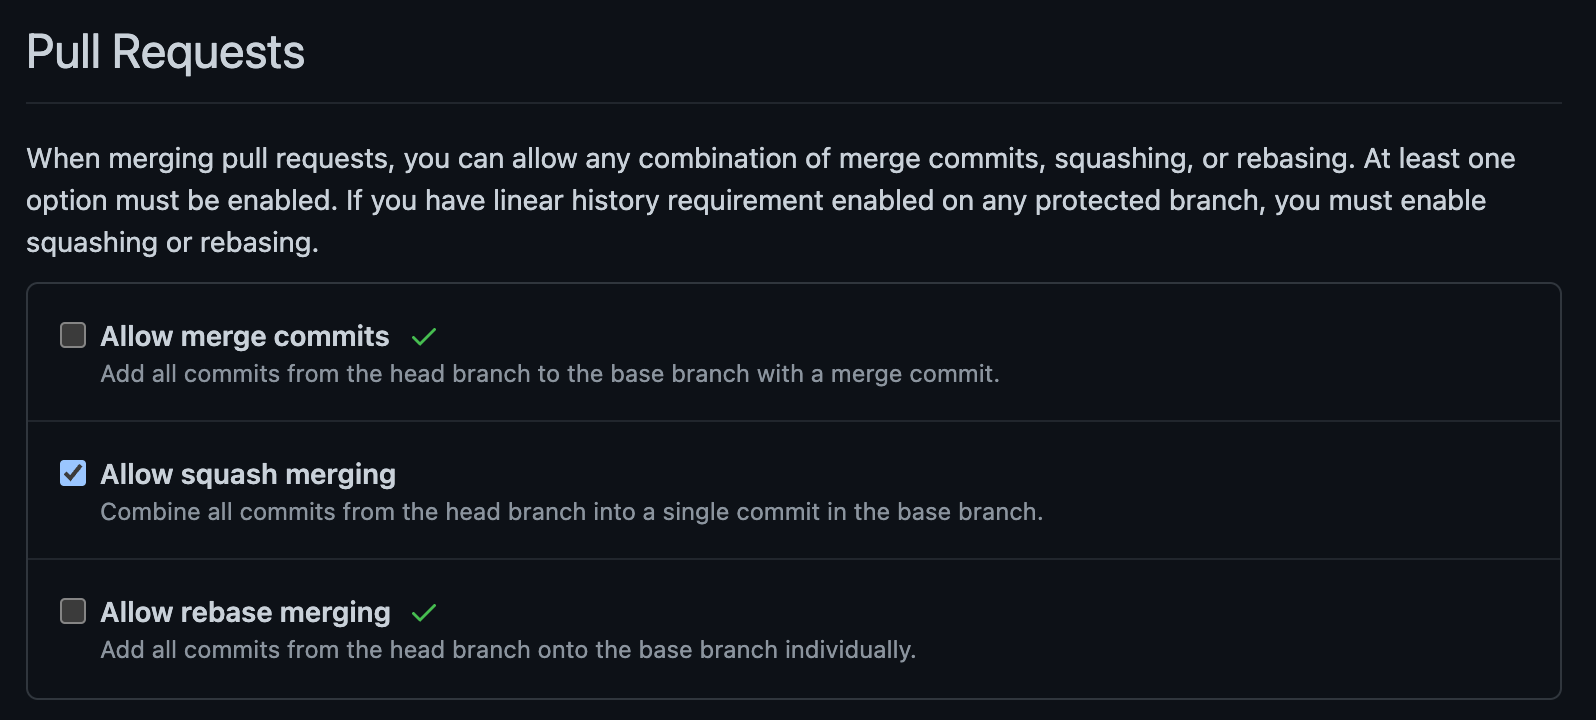 Pull Requests
When merging pull requests, you can allow any combination of merge commits, squashing, or rebasing. At least one
option must be enabled. If you have linear history requirement enabled on any protected branch, you must enable
squashing or rebasing.
Allow merge commits
Add all commits from the head branch to the base branch with a merge commit.
Allow squash merging
Combine all commits from the head branch into a single commit in the base branch.
Allow rebase merging
Add all commits from the head branch onto the base branch individually.